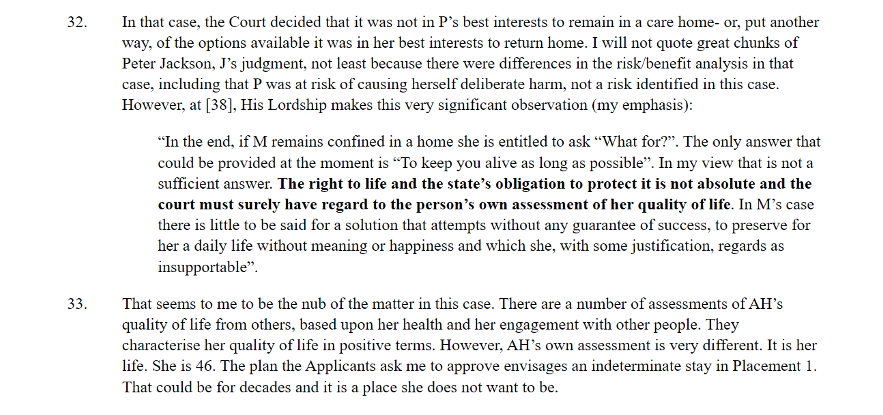 32. In that case, the Court decided that it was not in P’s best interests to remain in a care home- or, put another
way, of the options available it was in her best interests to return home. I will not quote great chunks of
Peter Jackson, J’s judgment, not least because there were differences in the risk/benefit analysis in that
case, including that P was at risk of causing herself deliberate harm, not a risk identified in this case.
However, at [38], His Lordship makes this very significant observation (my emphasis):
“In the end, if M remains confined in a home she is entitled to ask “What for?”. The only answer that
could be provided at the moment is “To keep you alive as long as possible”. In my view that is not a
sufficient answer. The right to life and the state’s obligation to protect it is not absolute and the
court must surely have regard to the person’s own assessment of her quality of life. In M’s case
there is little to be said for a solution that attempts without any guarantee of success, to preserve for
her a daily life without meaning or happiness and which she, with some justification, regards as
insupportable”.
33. That seems to me to be the nub of the matter in this case. There are a number of assessments of AH’s
quality of life from others, based upon her health and her engagement with other people. They
characterise her quality of life in positive terms. However, AH’s own assessment is very different. It is her
life. She is 46. The plan the Applicants ask me to approve envisages an indeterminate stay in Placement 1.
That could be for decades and it is a place she does not want to be.